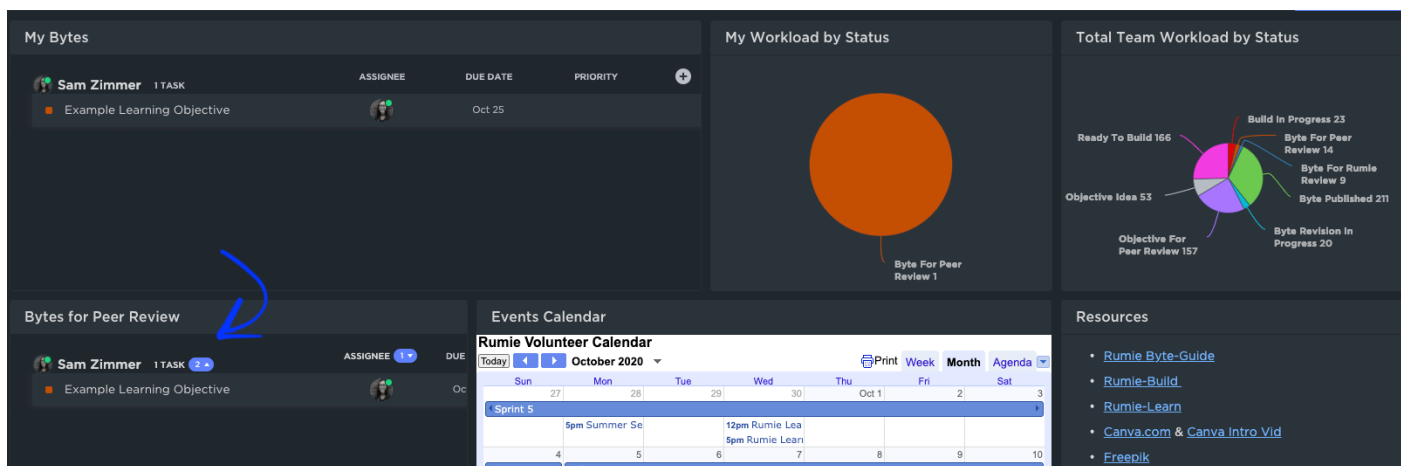 My Bytes
Sam Zimmer 1 TASK ASSIGNEE DUE DATE PRIORITY
Example Learning Objective Oct 25
My Workload by Status
Byte For Peer
Review 1
Total Team Workload by Status
Build In Progress 23
Ready To Build 166
Byte For Peer
Review 14
Byte For Rumie
Review 9
Objective Idea 53
Byte Published 211
Byte Revision In
Progress 20
Objective For
Peer Review 157
Bytes for Peer Review
Sam Zimmer 1 TASK 2 ASSIGNEE 1 DUE
Example Learning Objective Oc
Events Calendar
Rumie Volunteer Calendar
Today October 2020 Print Week Month Agenda
Sun Mon Tue Wed Thu Fri Sat
27 28 29 30 Oct 1 2 3
Sprint 5
5pm Summer Se 12pm Rumie Lea
5pm Rumie Learn
4 5 6 7 8 9 10
Resources
• Rumie Byte-Guide
• Rumie-Build
• Rumie-Learn
• Canva.com & Canva Intro Vid
• Freepik